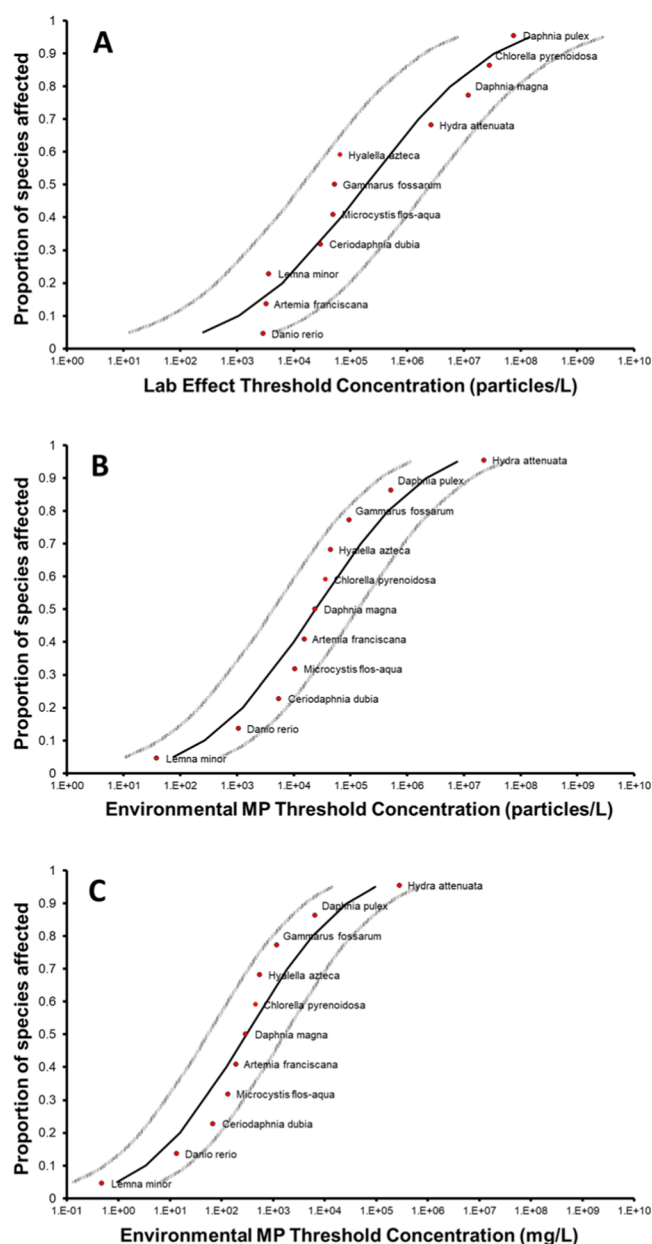 A
Proportion of species affected
1
0.9
0.8
0.7
0.6
0.5
0.4
0.3
0.2
0.1
0
Daphnia pulex
Chlorella pyrenoidosa
Daphnia magna
Hydra attenuata
Hyalella azteca
Gammarus fossarum
Microcystis flos-aqua
Ceriodaphnia dubia
Lemna minor
Artemia franciscana
Danio rerio
1.E+00 1.E+01 1.E+02 1.E+03 1.E+04 1.E+05 1.E+06 1.E+07 1.E+08 1.E+09 1.E+10
Lab Effect Threshold Concentration (particles/L)
B
Proportion of species affected
1
0.9
0.8
0.7
0.6
0.5
0.4
0.3
0.2
0.1
0
Hydra attenuata
Daphnia pulex
Gammarus fossarum
Hyalella azteca
Chlorella pyrenoidosa
Daphnia magna
Artemia franciscana
Microcystis flos-aqua
Ceriodaphnia dubia
Danio rerio
Lemna minor
1.E+00 1.E+01 1.E+02 1.E+03 1.E+04 1.E+05 1.E+06 1.E+07 1.E+08 1.E+09 1.E+10
Environmental MP Threshold Concentration (particles/L)
C
Proportion of species affected
1
0.9
0.8
0.7
0.6
0.5
0.4
0.3
0.2
0.1
0
Hydra attenuata
Daphnia pulex
Gammarus fossarum
Hyalella azteca
Chlorella pyrenoidosa
Daphnia magna
Artemia franciscana
Microcystis flos-aqua
Ceriodaphnia dubia
Danio rerio
Lemna minor
1.E-01 1.E+00 1.E+01 1.E+02 1.E+03 1.E+04 1.E+05 1.E+06 1.E+07 1.E+08 1.E+09 1.E+10
Environmental MP Threshold Concentration (mg/L)